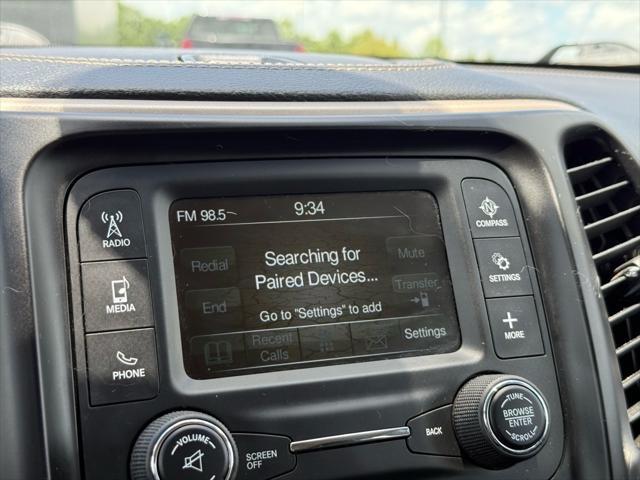 FM 98.5
9:34
RADIO
COMPASS
Redial
Searching for
Paired Devices...
Mute
MEDIA
SETTINGS
End
Transfer
Go to "Settings" to add
Recent
Calls
Settings
PHONE
MORE
VOLUME
SCREEN
OFF
BACK
TUNE
BROWSE
ENTER
SCROLL